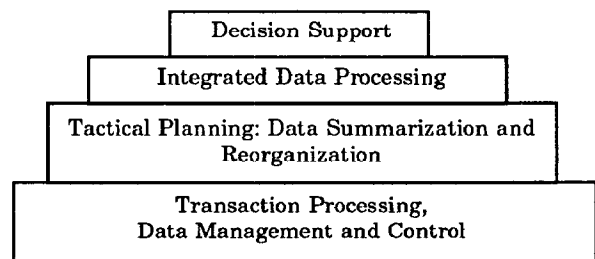 Decision Support
Integrated Data Processing
Tactical Planning: Data Summarization and
Reorganization
Transaction Processing,
Data Management and Control